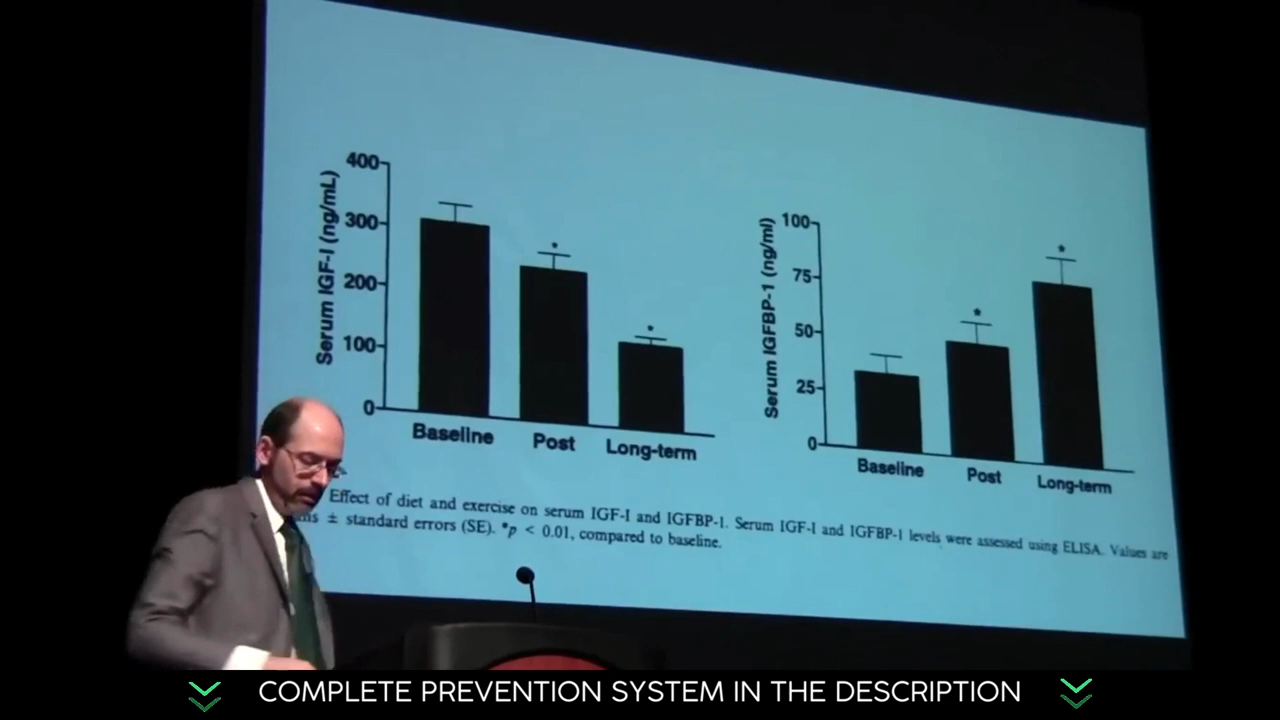 400
300
200
100
0
Serum IGF-I (ng/mL)
*
*
Baseline Post Long-term
100
75
50
25
0
Serum IGFBP-1 (ng/ml)
*
*
Baseline Post Long-term
Effect of diet and exercise on serum IGF-I and IGFBP-1. Serum IGF-I and IGFBP-1 levels were assessed using ELISA. Values are
± standard errors (SE). *p < 0.01, compared to baseline.
COMPLETE PREVENTION SYSTEM IN THE DESCRIPTION